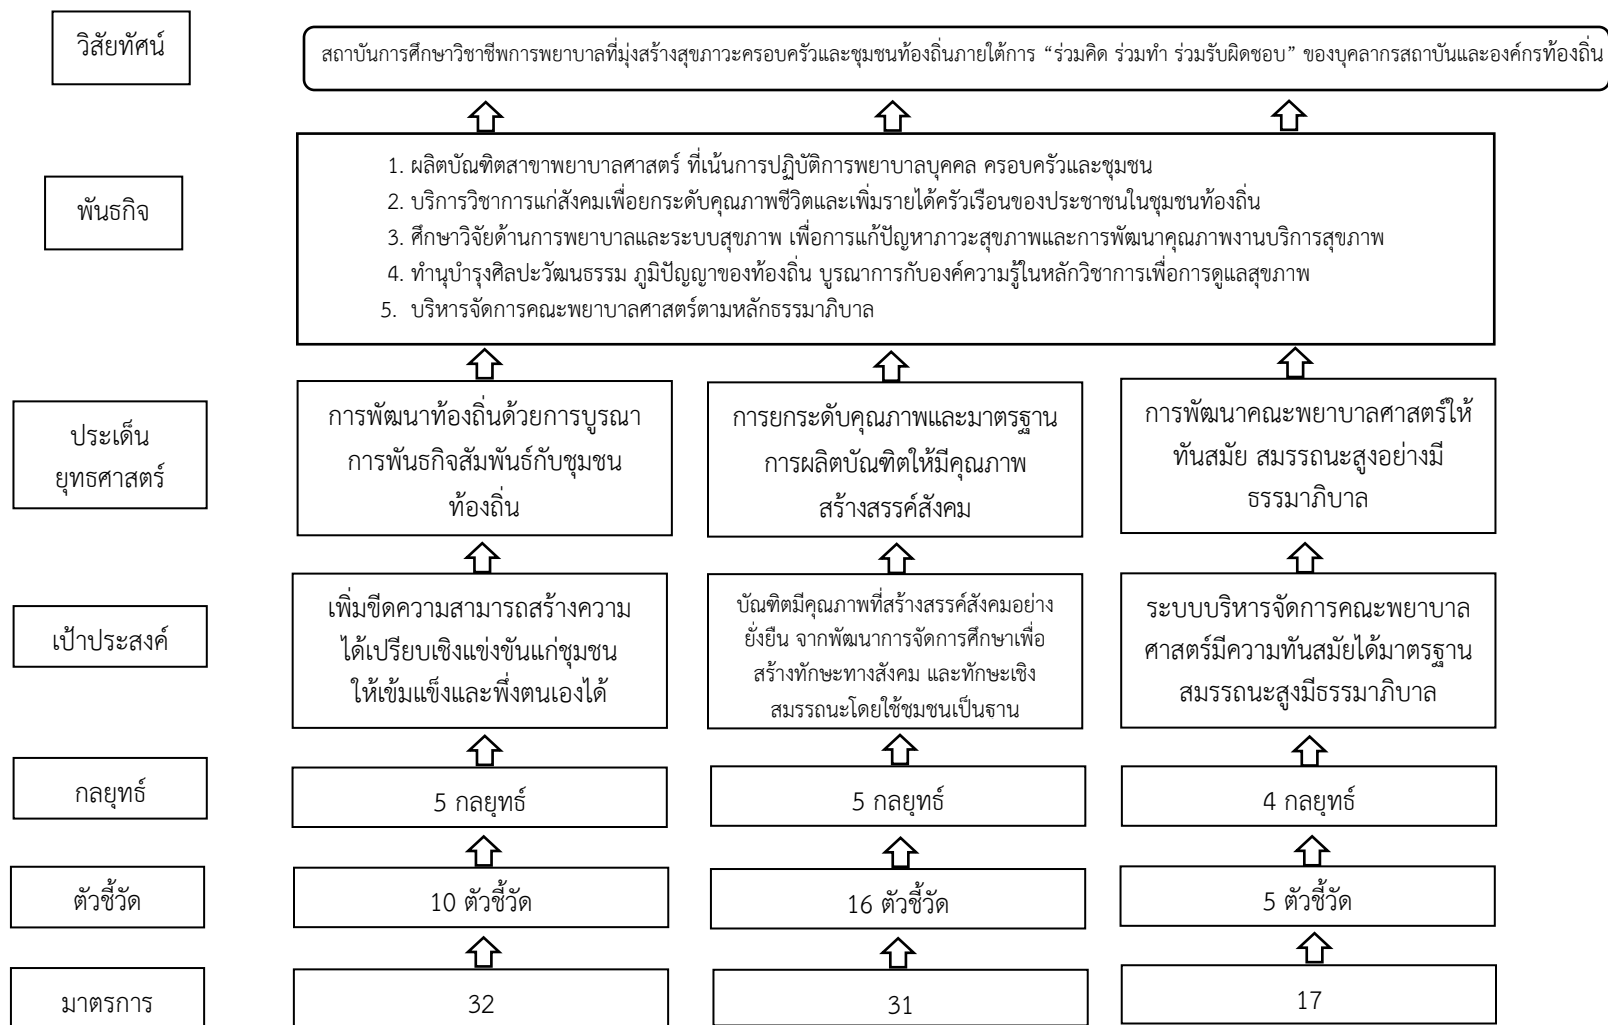 วิสัยทัศน์
สถาบันการศึกษาวิชาชีพการพยาบาลที่มุ่งสร้างสุขภาวะครอบครัวและชุมชนท้องถิ่นภายใต้การ “ร่วมคิด ร่วมทำ ร่วมรับผิดชอบ” ของบุคลากรสถาบันและองค์กรท้องถิ่น
พันธกิจ
1. ผลิตบัณฑิตสาขาพยาบาลศาสตร์ ที่เน้นการปฏิบัติการพยาบาลบุคคล ครอบครัวและชุมชน
2. บริการวิชาการแก่สังคมเพื่อยกระดับคุณภาพชีวิตและเพิ่มรายได้ครัวเรือนของประชาชนในชุมชนท้องถิ่น
3. ศึกษาวิจัยด้านการพยาบาลและระบบสุขภาพ เพื่อการแก้ปัญหาภาวะสุขภาพและการพัฒนาคุณภาพงานบริการสุขภาพ
4. ทำนุบำรุงศิลปะวัฒนธรรม ภูมิปัญญาของท้องถิ่น บูรณาการกับองค์ความรู้ในหลักวิชาการเพื่อการดูแลสุขภาพ
5. บริหารจัดการคณะพยาบาลศาสตร์ตามหลักธรรมาภิบาล
ประเด็น
ยุทธศาสตร์
การพัฒนาท้องถิ่นด้วยการบูรณา
การพันธกิจสัมพันธ์กับชุมชน
ท้องถิ่น
การยกระดับคุณภาพและมาตรฐาน
การผลิตบัณฑิตให้มีคุณภาพ
สร้างสรรค์สังคม
การพัฒนาคณะพยาบาลศาสตร์ให้
ทันสมัย สมรรถนะสูงอย่างมี
ธรรมาภิบาล
เป้าประสงค์
เพิ่มขีดความสามารถสร้างความ
ได้เปรียบเชิงแข่งขันแก่ชุมชน
ให้เข้มแข็งและพึ่งตนเองได้
บัณฑิตมีคุณภาพที่สร้างสรรค์สังคมอย่าง
ยั่งยืน จากพัฒนาการจัดการศึกษาเพื่อ
สร้างทักษะทางสังคม และทักษะเชิง
สมรรถนะโดยใช้ชุมชนเป็นฐาน
ระบบบริหารจัดการคณะพยาบาล
ศาสตร์มีความทันสมัยได้มาตรฐาน
สมรรถนะสูงมีธรรมาภิบาล
กลยุทธ์
5 กลยุทธ์
5 กลยุทธ์
4 กลยุทธ์
ตัวชี้วัด
10 ตัวชี้วัด
16 ตัวชี้วัด
5 ตัวชี้วัด
มาตรการ
32
31
17